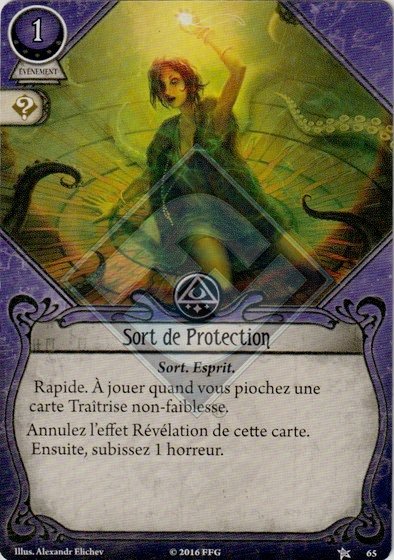 1
ÉVÉNEMENT
?
Sort de Protection
Sort. Esprit.
Rapide. À jouer quand vous piochez une
carte Traîtrise non-faiblesse.
Annulez l'effet Révélation de cette carte.
Ensuite, subissez 1 horreur.
Illus. Alexandr Elichev
© 2016 FFG
65